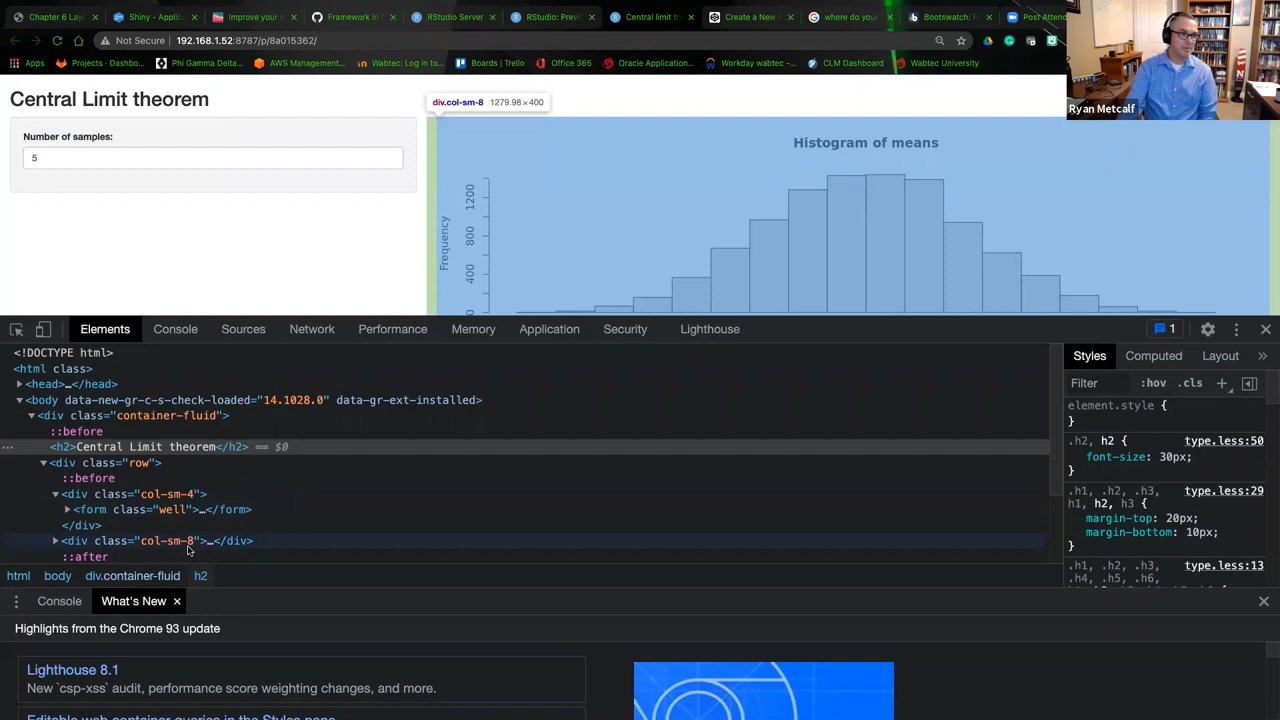 Chapter 6 Lay
Shiny - Applic
Improve your
Framework in
RStudio Server
RStudio: Prev
Central limit th
Create a New
where do your
Bootswatch: F
Post Attend
Not Secure 192.168.1.52:8787/p/8a015362/
Apps Projects - Dashbo... Phi Gamma Delta... AWS Management... Wabtec: Log in to... Boards | Trello Office 365 Oracle Application... Workday wabtec -... CLM Dashboard Wabtec University
Ryan Metcalf
Central Limit theorem
div.col-sm-8 1279.98 × 400
Number of samples:
5
Histogram of means
Frequency
1200
800
400
Elements Console Sources Network Performance Memory Application Security Lighthouse 1
<!DOCTYPE html>
<html class>
<head>…</head>
<body data-new-gr-c-s-check-loaded="14.1028.0" data-gr-ext-installed>
<div class="container-fluid">
::before
<h2>Central Limit theorem</h2> == $0
<div class="row">
::before
<div class="col-sm-4">
<form class="well">…</form>
</div>
<div class="col-sm-8">…</div>
::after
html body div.container-fluid h2
Styles Computed Layout »
Filter :hov .cls +
element.style {
}
.h2, h2 { type.less:50
font-size: 30px;
}
.h1, .h2, .h3, type.less:29
h1, h2, h3 {
margin-top: 20px;
margin-bottom: 10px;
}
.h1, .h2, .h3, type.less:13
.h4, .h5, .h6,
Console What's New ×
Highlights from the Chrome 93 update
Lighthouse 8.1
New `csp-xss` audit, performance score weighting changes, and more.
Editable web container queries in the Styles pane